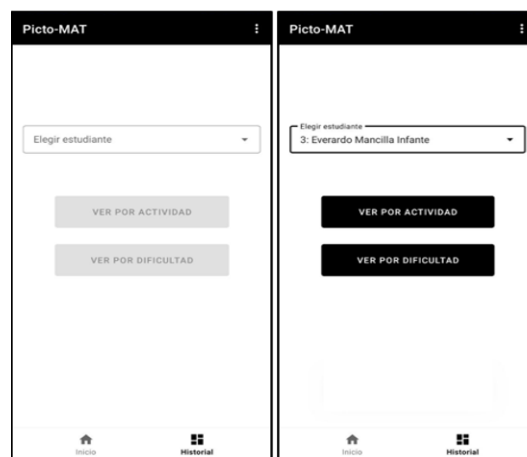 Picto-MAT
Elegir estudiante
VER POR ACTIVIDAD
VER POR DIFICULTAD
Inicio
Historial
Picto-MAT
Elegir estudiante
3: Everardo Mancilla Infante
VER POR ACTIVIDAD
VER POR DIFICULTAD
Inicio
Historial